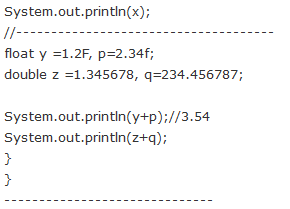 System.out.println(x);
//-------------------------------------
float y =1.2F, p=2.34f;
double z =1.345678, q=234.456787;
System.out.println(y+p);//3.54
System.out.println(z+q);
}
}
------------------------------